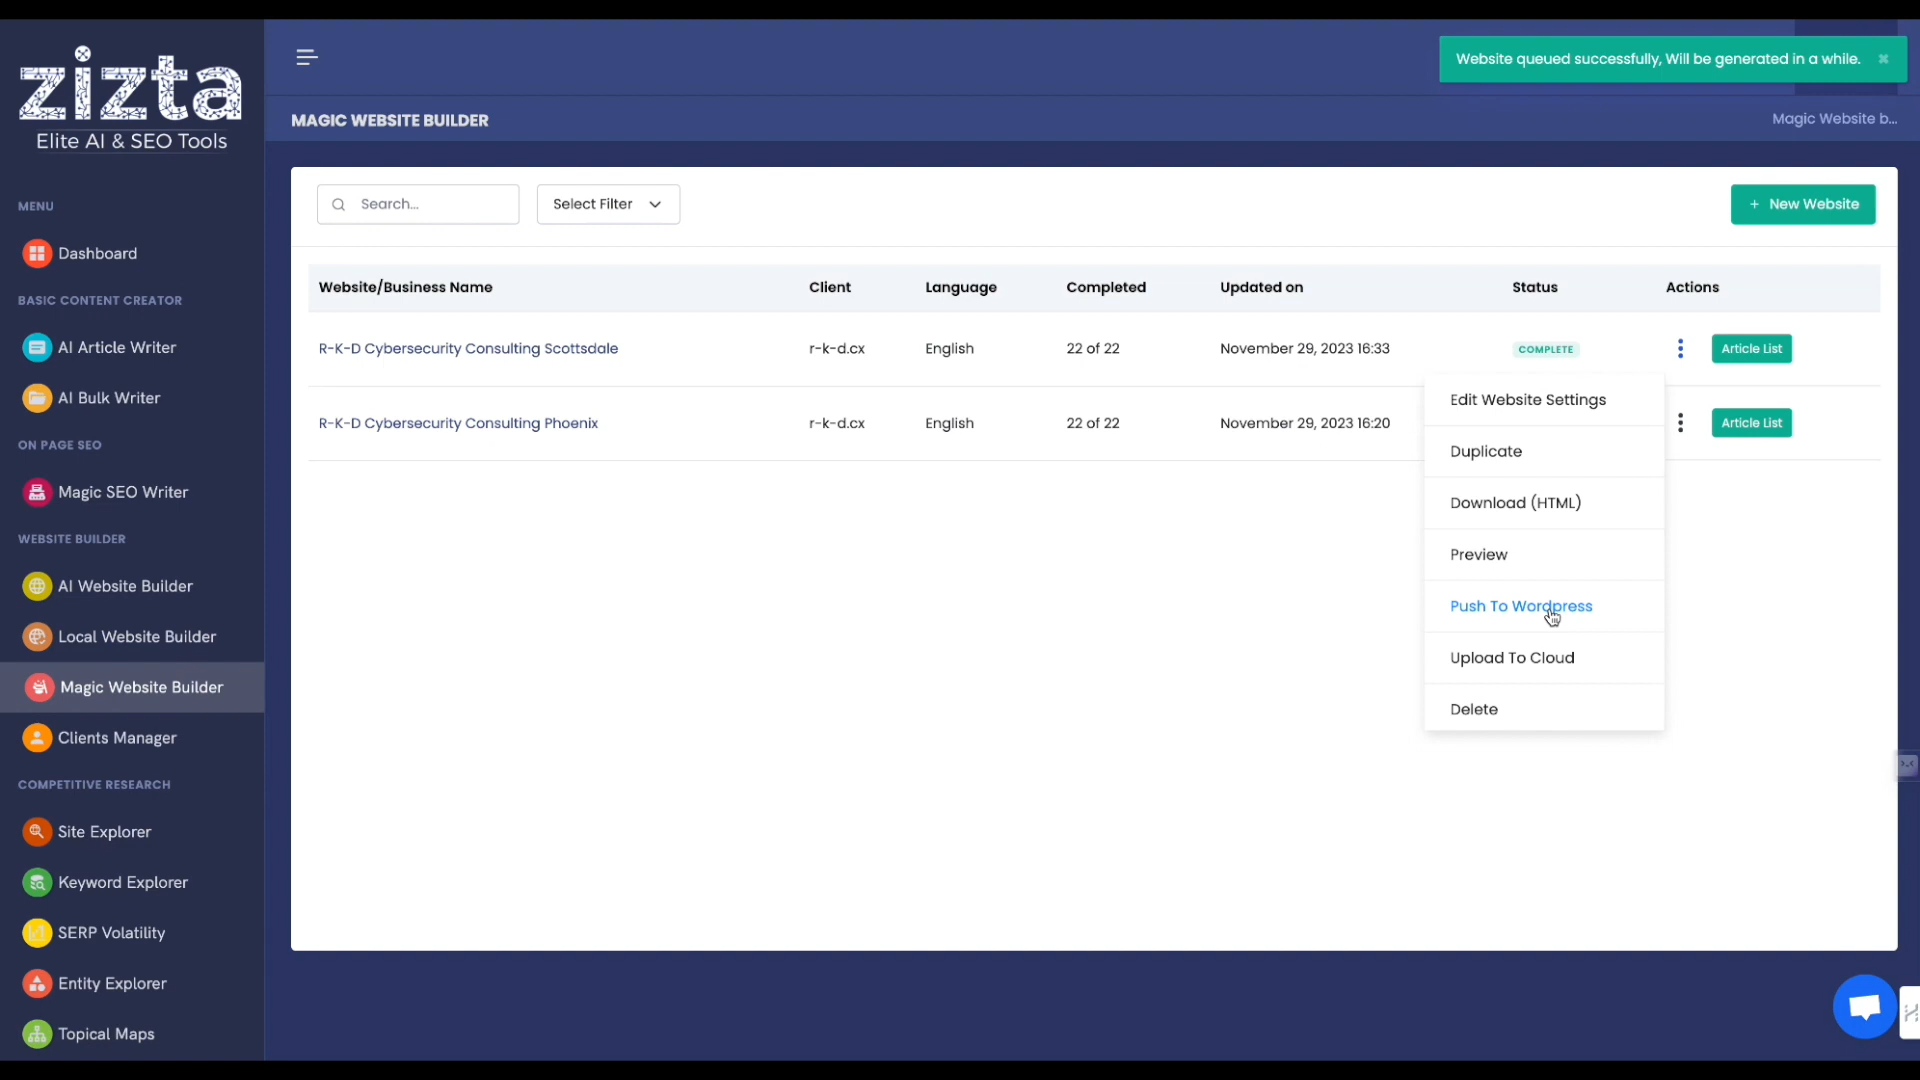 zizta
Elite AI & SEO Tools
MENU
Dashboard
BASIC CONTENT CREATOR
AI Article Writer
AI Bulk Writer
ON PAGE SEO
Magic SEO Writer
WEBSITE BUILDER
AI Website Builder
Local Website Builder
Magic Website Builder
Clients Manager
COMPETITIVE RESEARCH
Site Explorer
Keyword Explorer
SERP Volatility
Entity Explorer
Topical Maps
Website queued successfully, Will be generated in a while.
MAGIC WEBSITE BUILDER
Magic Website b...
Search...
Select Filter
+ New Website
Website/Business Name Client Language Completed Updated on Status Actions
R-K-D Cybersecurity Consulting Scottsdale r-k-d.cx English 22 of 22 November 29, 2023 16:33 COMPLETE Article List
R-K-D Cybersecurity Consulting Phoenix r-k-d.cx English 22 of 22 November 29, 2023 16:20 Article List
Edit Website Settings
Duplicate
Download (HTML)
Preview
Push To Wordpress
Upload To Cloud
Delete